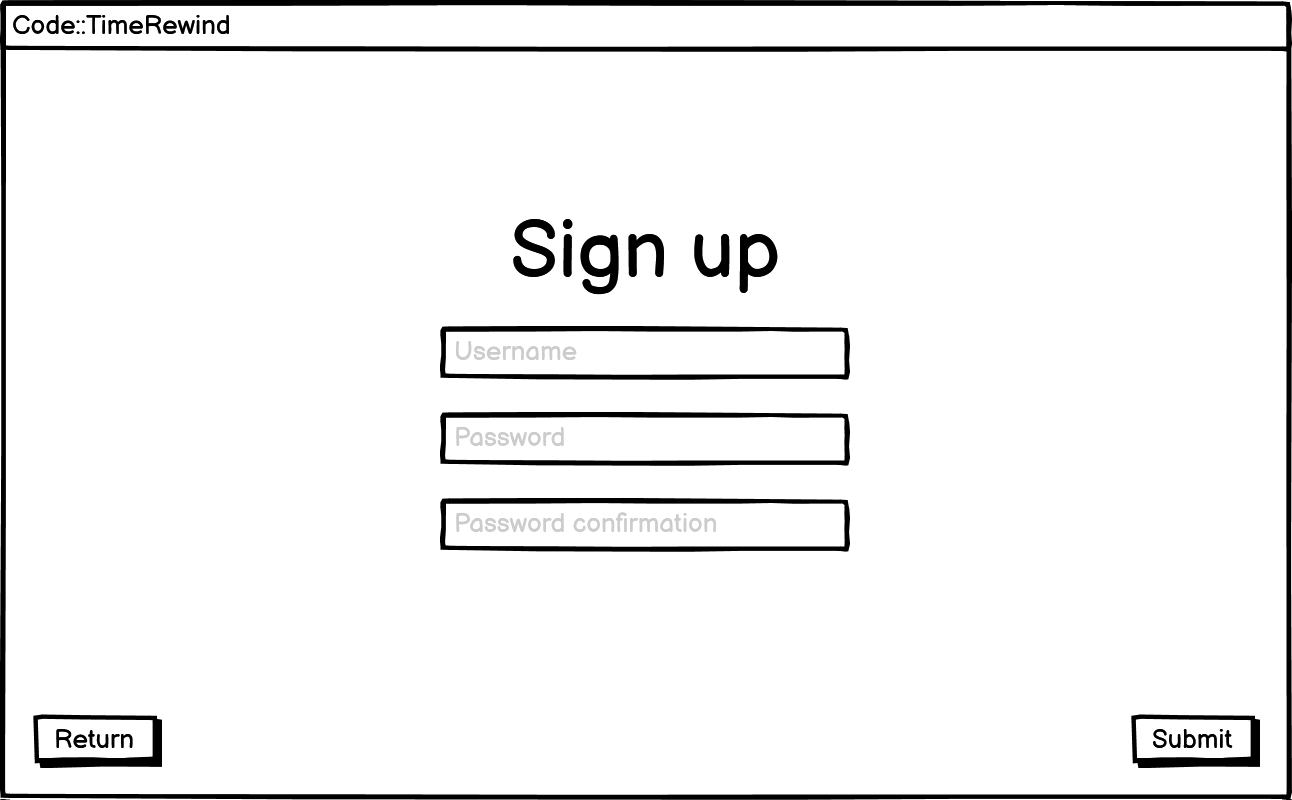 Code::TimeRewind
Sign up
Username
Password
Password confirmation
Return
Submit